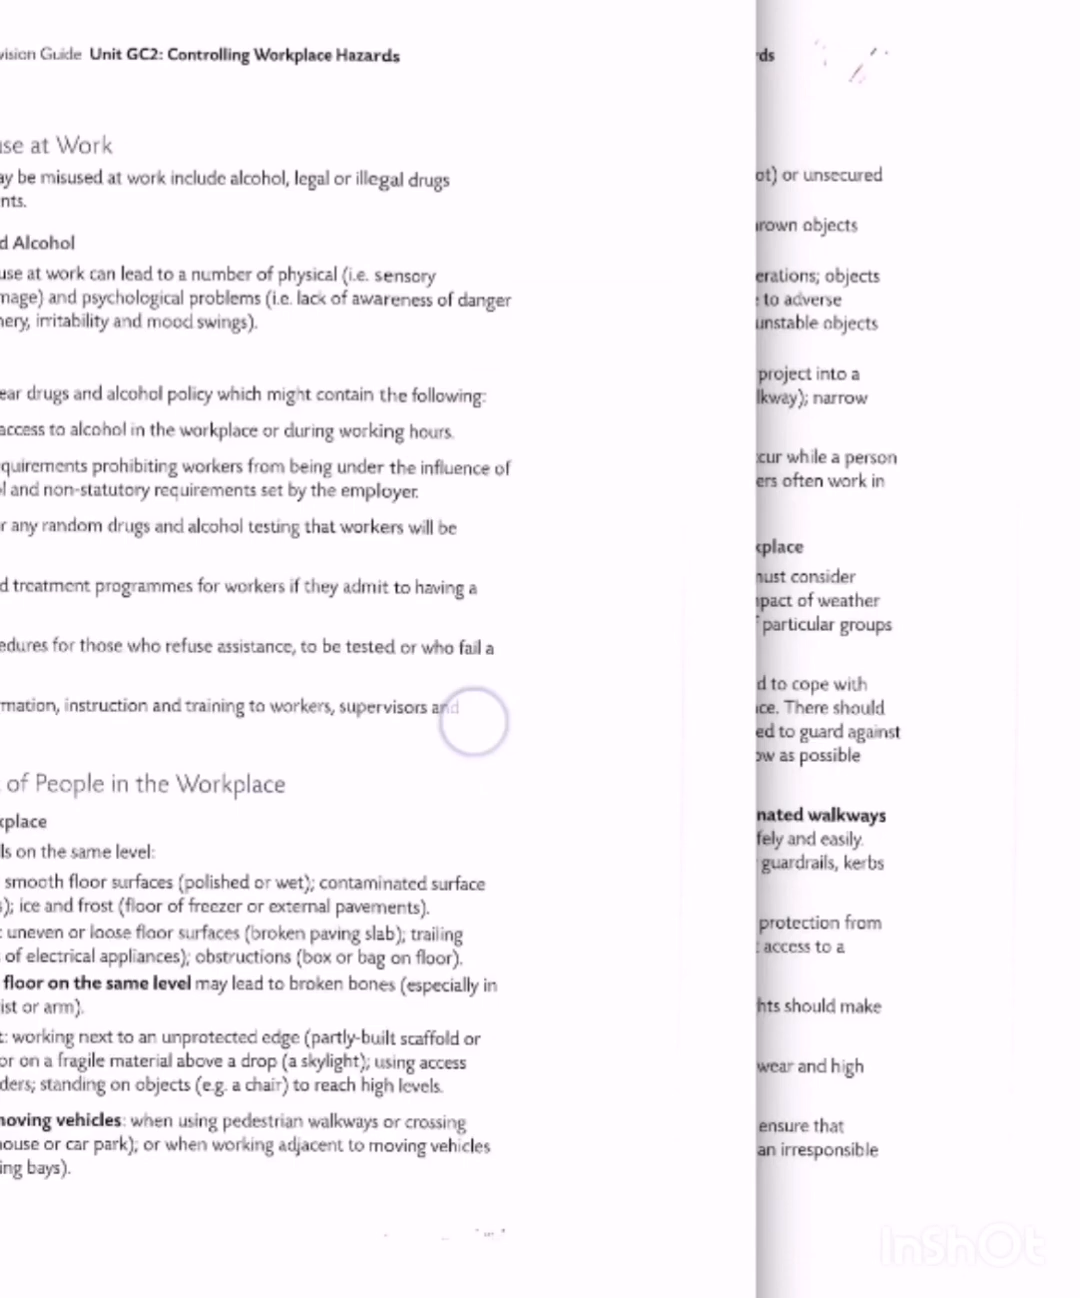 vision Guide Unit GC2: Controlling Workplace Hazards
use at Work
ay be misused at work include alcohol, legal or illegal drugs
nts.
d Alcohol
use at work can lead to a number of physical (i.e. sensory
mage) and psychological problems (i.e. lack of awareness of danger
nery, irritability and mood swings).
ear drugs and alcohol policy which might contain the following:
access to alcohol in the workplace or during working hours.
quirements prohibiting workers from being under the influence of
l and non-statutory requirements set by the employer.
r any random drugs and alcohol testing that workers will be
d treatment programmes for workers if they admit to having a
edures for those who refuse assistance, to be tested or who fail a
rmation, instruction and training to workers, supervisors and
of People in the Workplace
kplace
ls on the same level:
smooth floor surfaces (polished or wet); contaminated surface
s); ice and frost (floor of freezer or external pavements).
: uneven or loose floor surfaces (broken paving slab); trailing
of electrical appliances); obstructions (box or bag on floor).
floor on the same level may lead to broken bones (especially in
ist or arm).
t: working next to an unprotected edge (partly-built scaffold or
or on a fragile material above a drop (a skylight); using access
ders; standing on objects (e.g. a chair) to reach high levels.
moving vehicles: when using pedestrian walkways or crossing
nouse or car park); or when working adjacent to moving vehicles
ing bays).
rds
ot) or unsecured
hrown objects
erations; objects
to adverse
unstable objects
project into a
lkway); narrow
ccur while a person
ers often work in
kplace
must consider
mpact of weather
f particular groups
d to cope with
ice. There should
ed to guard against
ow as possible
nated walkways
fely and easily.
guardrails, kerbs
protection from
access to a
hts should make
wear and high
ensure that
an irresponsible
InShOt